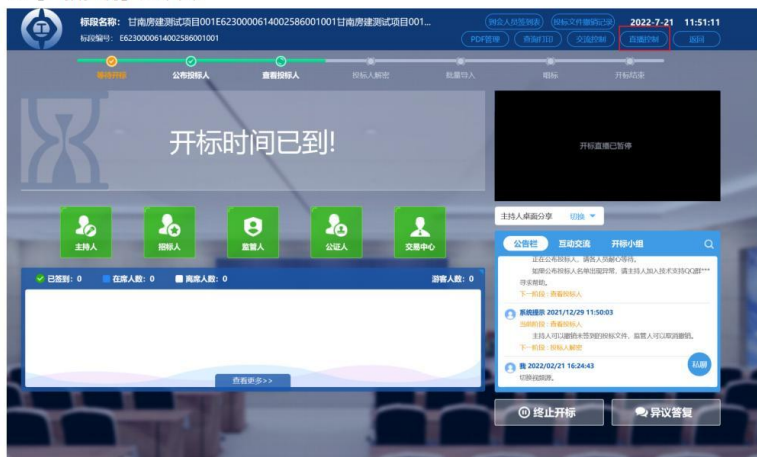 标段名称：甘南房建测试项目001E6230000614002586001001甘南房建测试项目001...
到会人员签到表 投标文件撤销记录 2022-7-21 11:51:11
标段编号：E6230000614002586001001
PDF管理 查询打印 交流控制 直播控制 返回
等待开标 公布投标人 查看投标人 投标人解密 批量导入 唱标 开标结束
开标时间已到!
开标直播已暂停
主持人桌面分享 切换
主持人 招标人 监管人 公证人 交易中心
公告栏 互动交流 开标小组
正在公布投标人，请各人员耐心等待。
如果公布投标人名单出现异常，请主持人加入技术支持QQ群***
寻求帮助。
下一阶段：查看投标人
已签到：0 在席人数：0 离席人数：0 游客人数：0
系统提示 2021/12/29 11:50:03
当前阶段：查看投标人
主持人可以撤销未签到的投标文件，监管人可以取消撤销。
下一阶段：投标人解密
我 2022/02/21 16:24:43
切换视频源。
私聊
查看更多>>
终止开标 异议答复